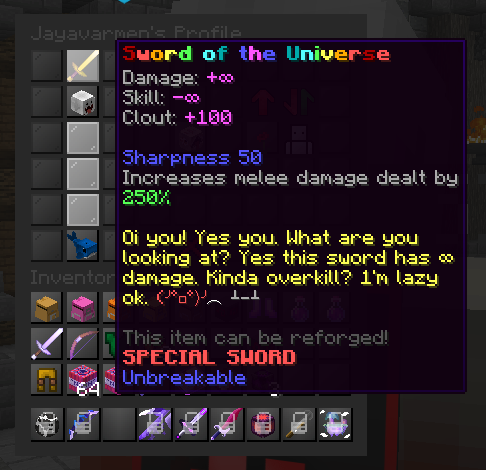 Jayavarmen's Profile
Sword of the Universe
Damage: +∞
Skill: -∞
Clout: +100
Sharpness 50
Increases melee damage dealt by
250%
Oi you! Yes you. What are you
looking at? Yes this sword has ∞
damage. Kinda overkill? I'm lazy
ok. (╯°□°)╯︵ ┻━┻
This item can be reforged!
SPECIAL SWORD
Unbreakable
Inventor
64